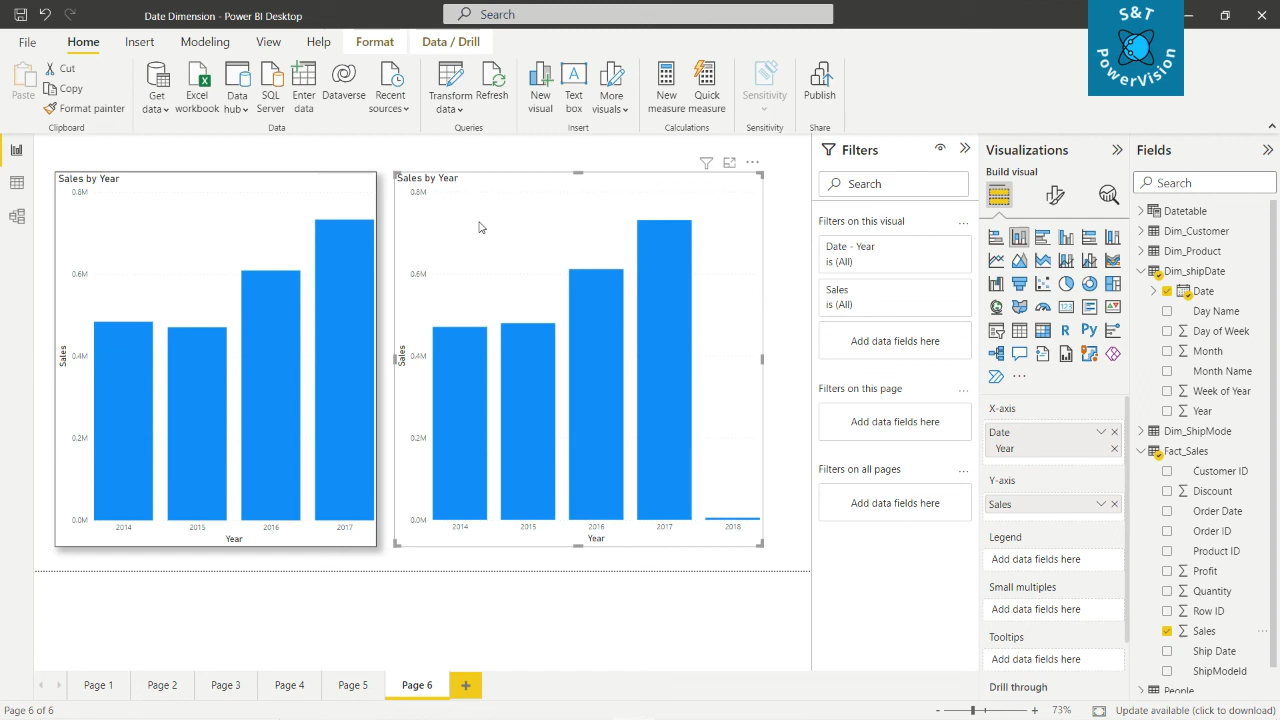 Date Dimension - Power BI Desktop
Search
S&T
PowerVision
File
Home
Insert
Modeling
View
Help
Format
Data / Drill
Paste
Cut
Copy
Format painter
Clipboard
Get data
Excel workbook
Data hub
SQL Server
Enter data
Dataverse
Recent sources
Data
Transform data
Refresh
Queries
New visual
Text box
More visuals
Insert
New measure
Quick measure
Calculations
Sensitivity
Sensitivity
Publish
Share
Sales by Year
0.8M
0.6M
0.4M
0.2M
0.0M
Sales
2014
2015
2016
2017
Year
Sales by Year
0.8M
0.6M
0.4M
0.2M
0.0M
Sales
2014
2015
2016
2017
2018
Year
Filters
Search
Filters on this visual
Date - Year
is (All)
Sales
is (All)
Add data fields here
Filters on this page
Add data fields here
Filters on all pages
Add data fields here
Visualizations
Build visual
R
Py
123
X-axis
Date
Year
Y-axis
Sales
Legend
Add data fields here
Small multiples
Add data fields here
Tooltips
Add data fields here
Drill through
Fields
Search
Datetable
Dim_Customer
Dim_Product
Dim_shipDate
Date
Day Name
Day of Week
Month
Month Name
Week of Year
Year
Dim_ShipMode
Fact_Sales
Customer ID
Discount
Order Date
Order ID
Product ID
Profit
Quantity
Row ID
Sales
Ship Date
ShipModeId
People
Page 1
Page 2
Page 3
Page 4
Page 5
Page 6
Page 6 of 6
73%
Update available (click to download)